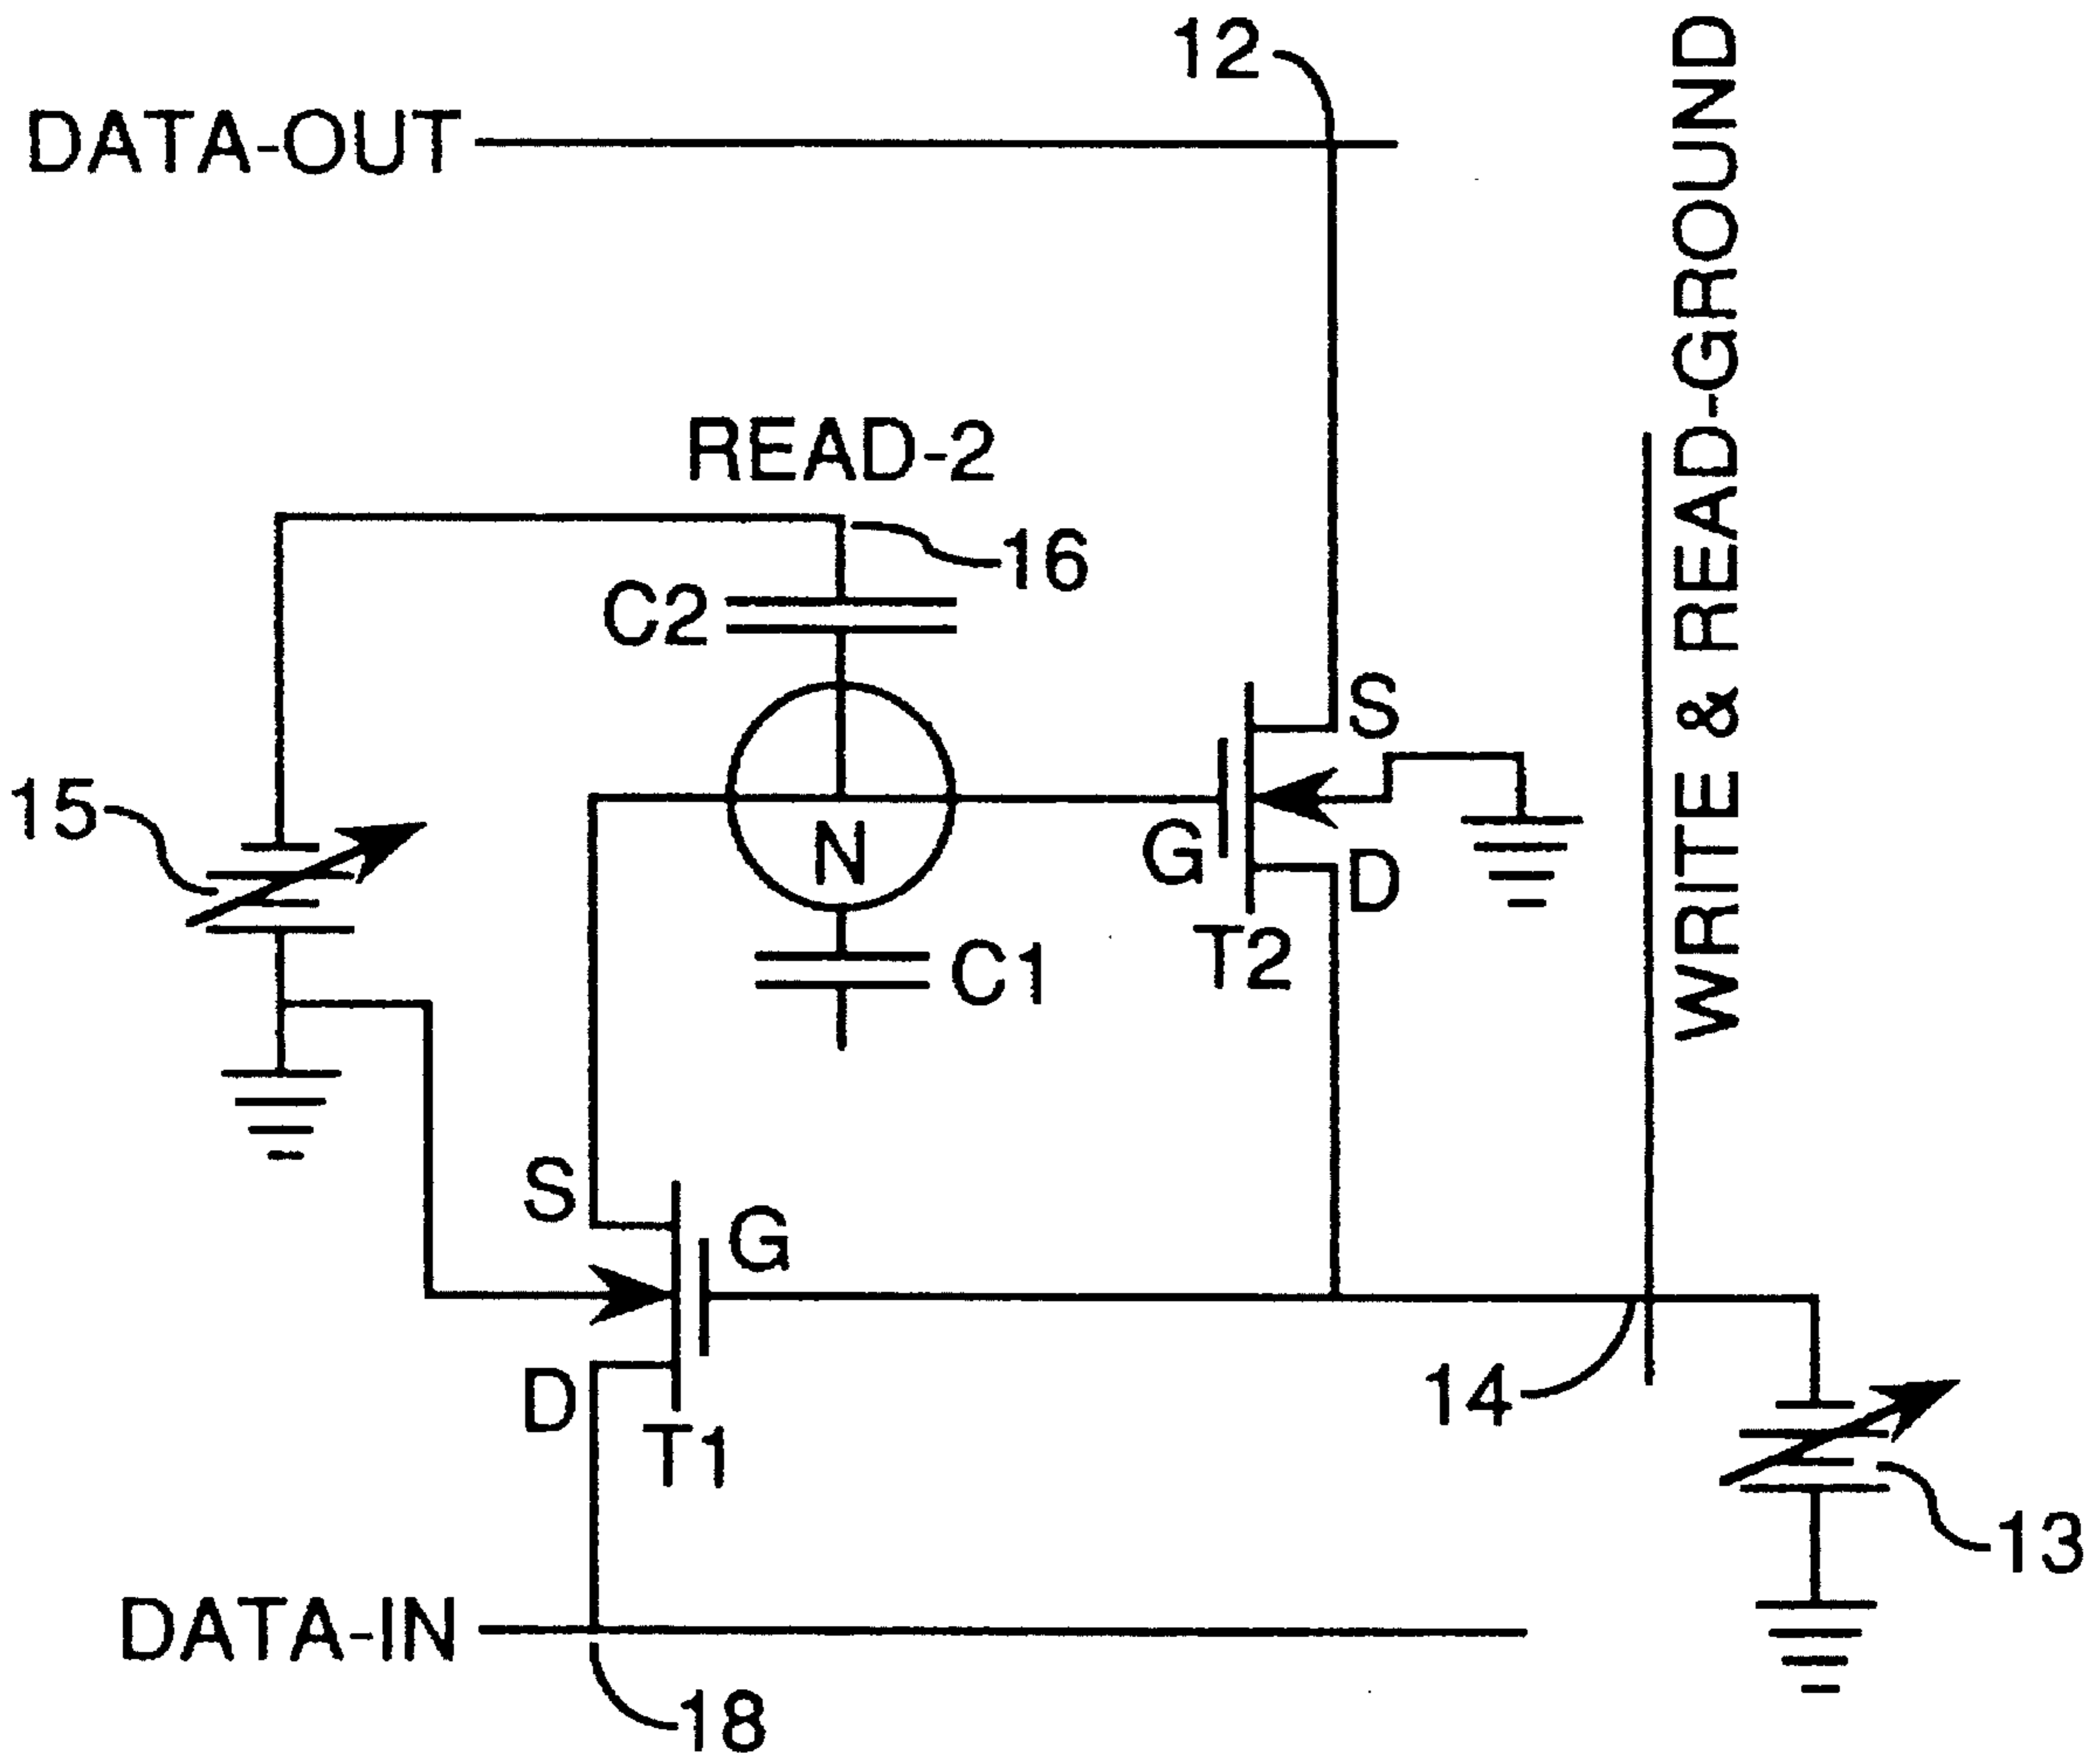 12
DATA-OUT
WRITE & READ-GROUND
READ-2
16
C2
S
15
N
G
D
T2
C1
S
G
D
T1
14
13
DATA-IN
18